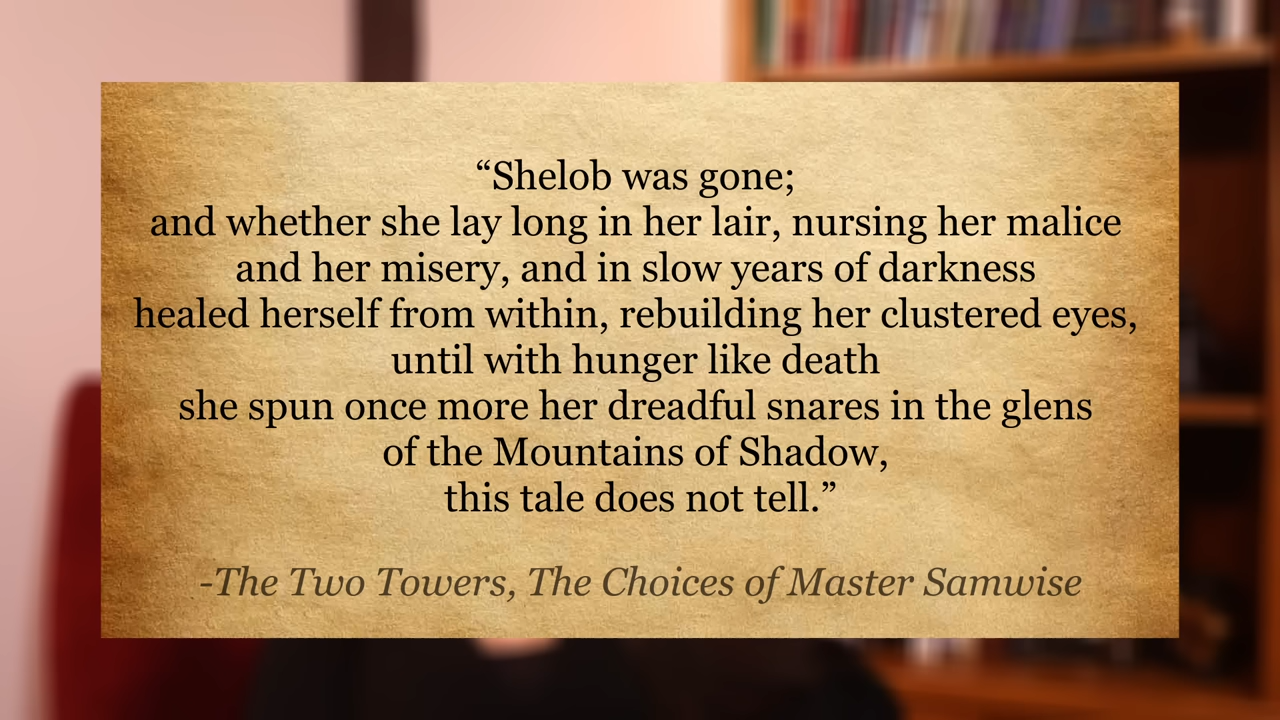 “Shelob was gone;
and whether she lay long in her lair, nursing her malice
and her misery, and in slow years of darkness
healed herself from within, rebuilding her clustered eyes,
until with hunger like death
she spun once more her dreadful snares in the glens
of the Mountains of Shadow,
this tale does not tell.”
-The Two Towers, The Choices of Master Samwise